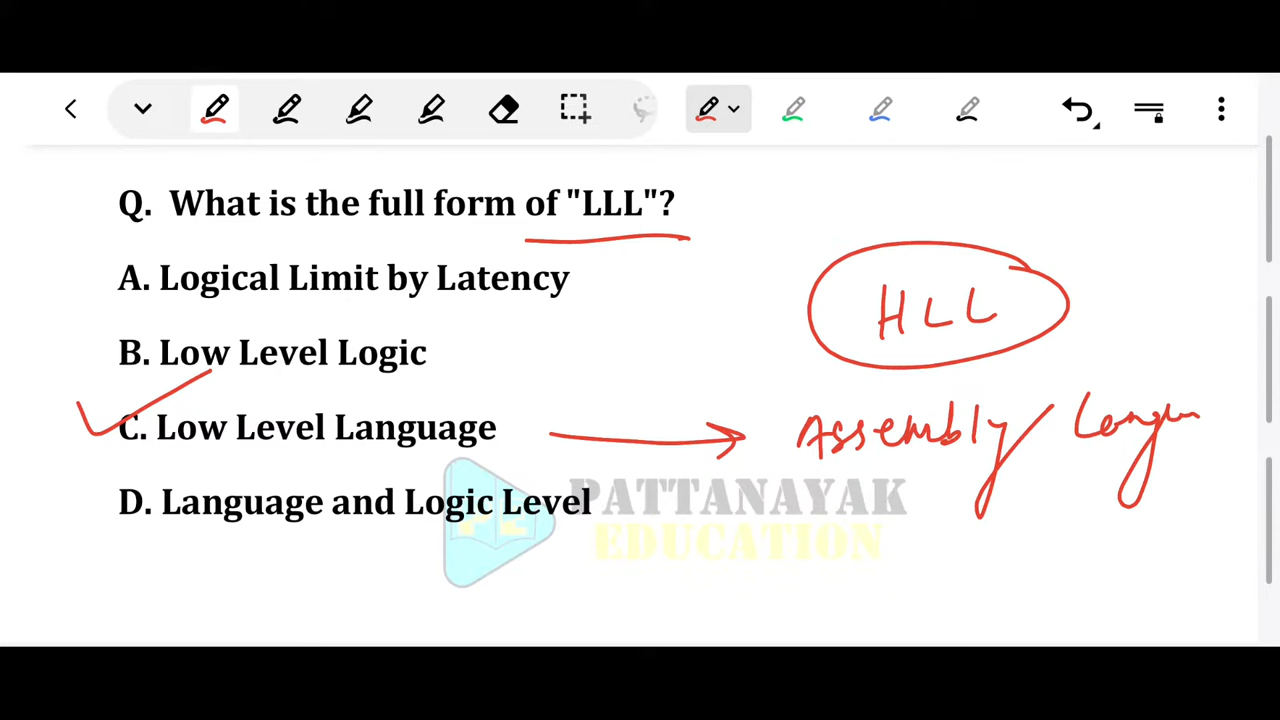 Q. What is the full form of "LLL"?
A. Logical Limit by Latency
HLL
B. Low Level Logic
C. Low Level Language
Assembly
D. Language and Logic Level
PATTANAYAK
EDUCATION